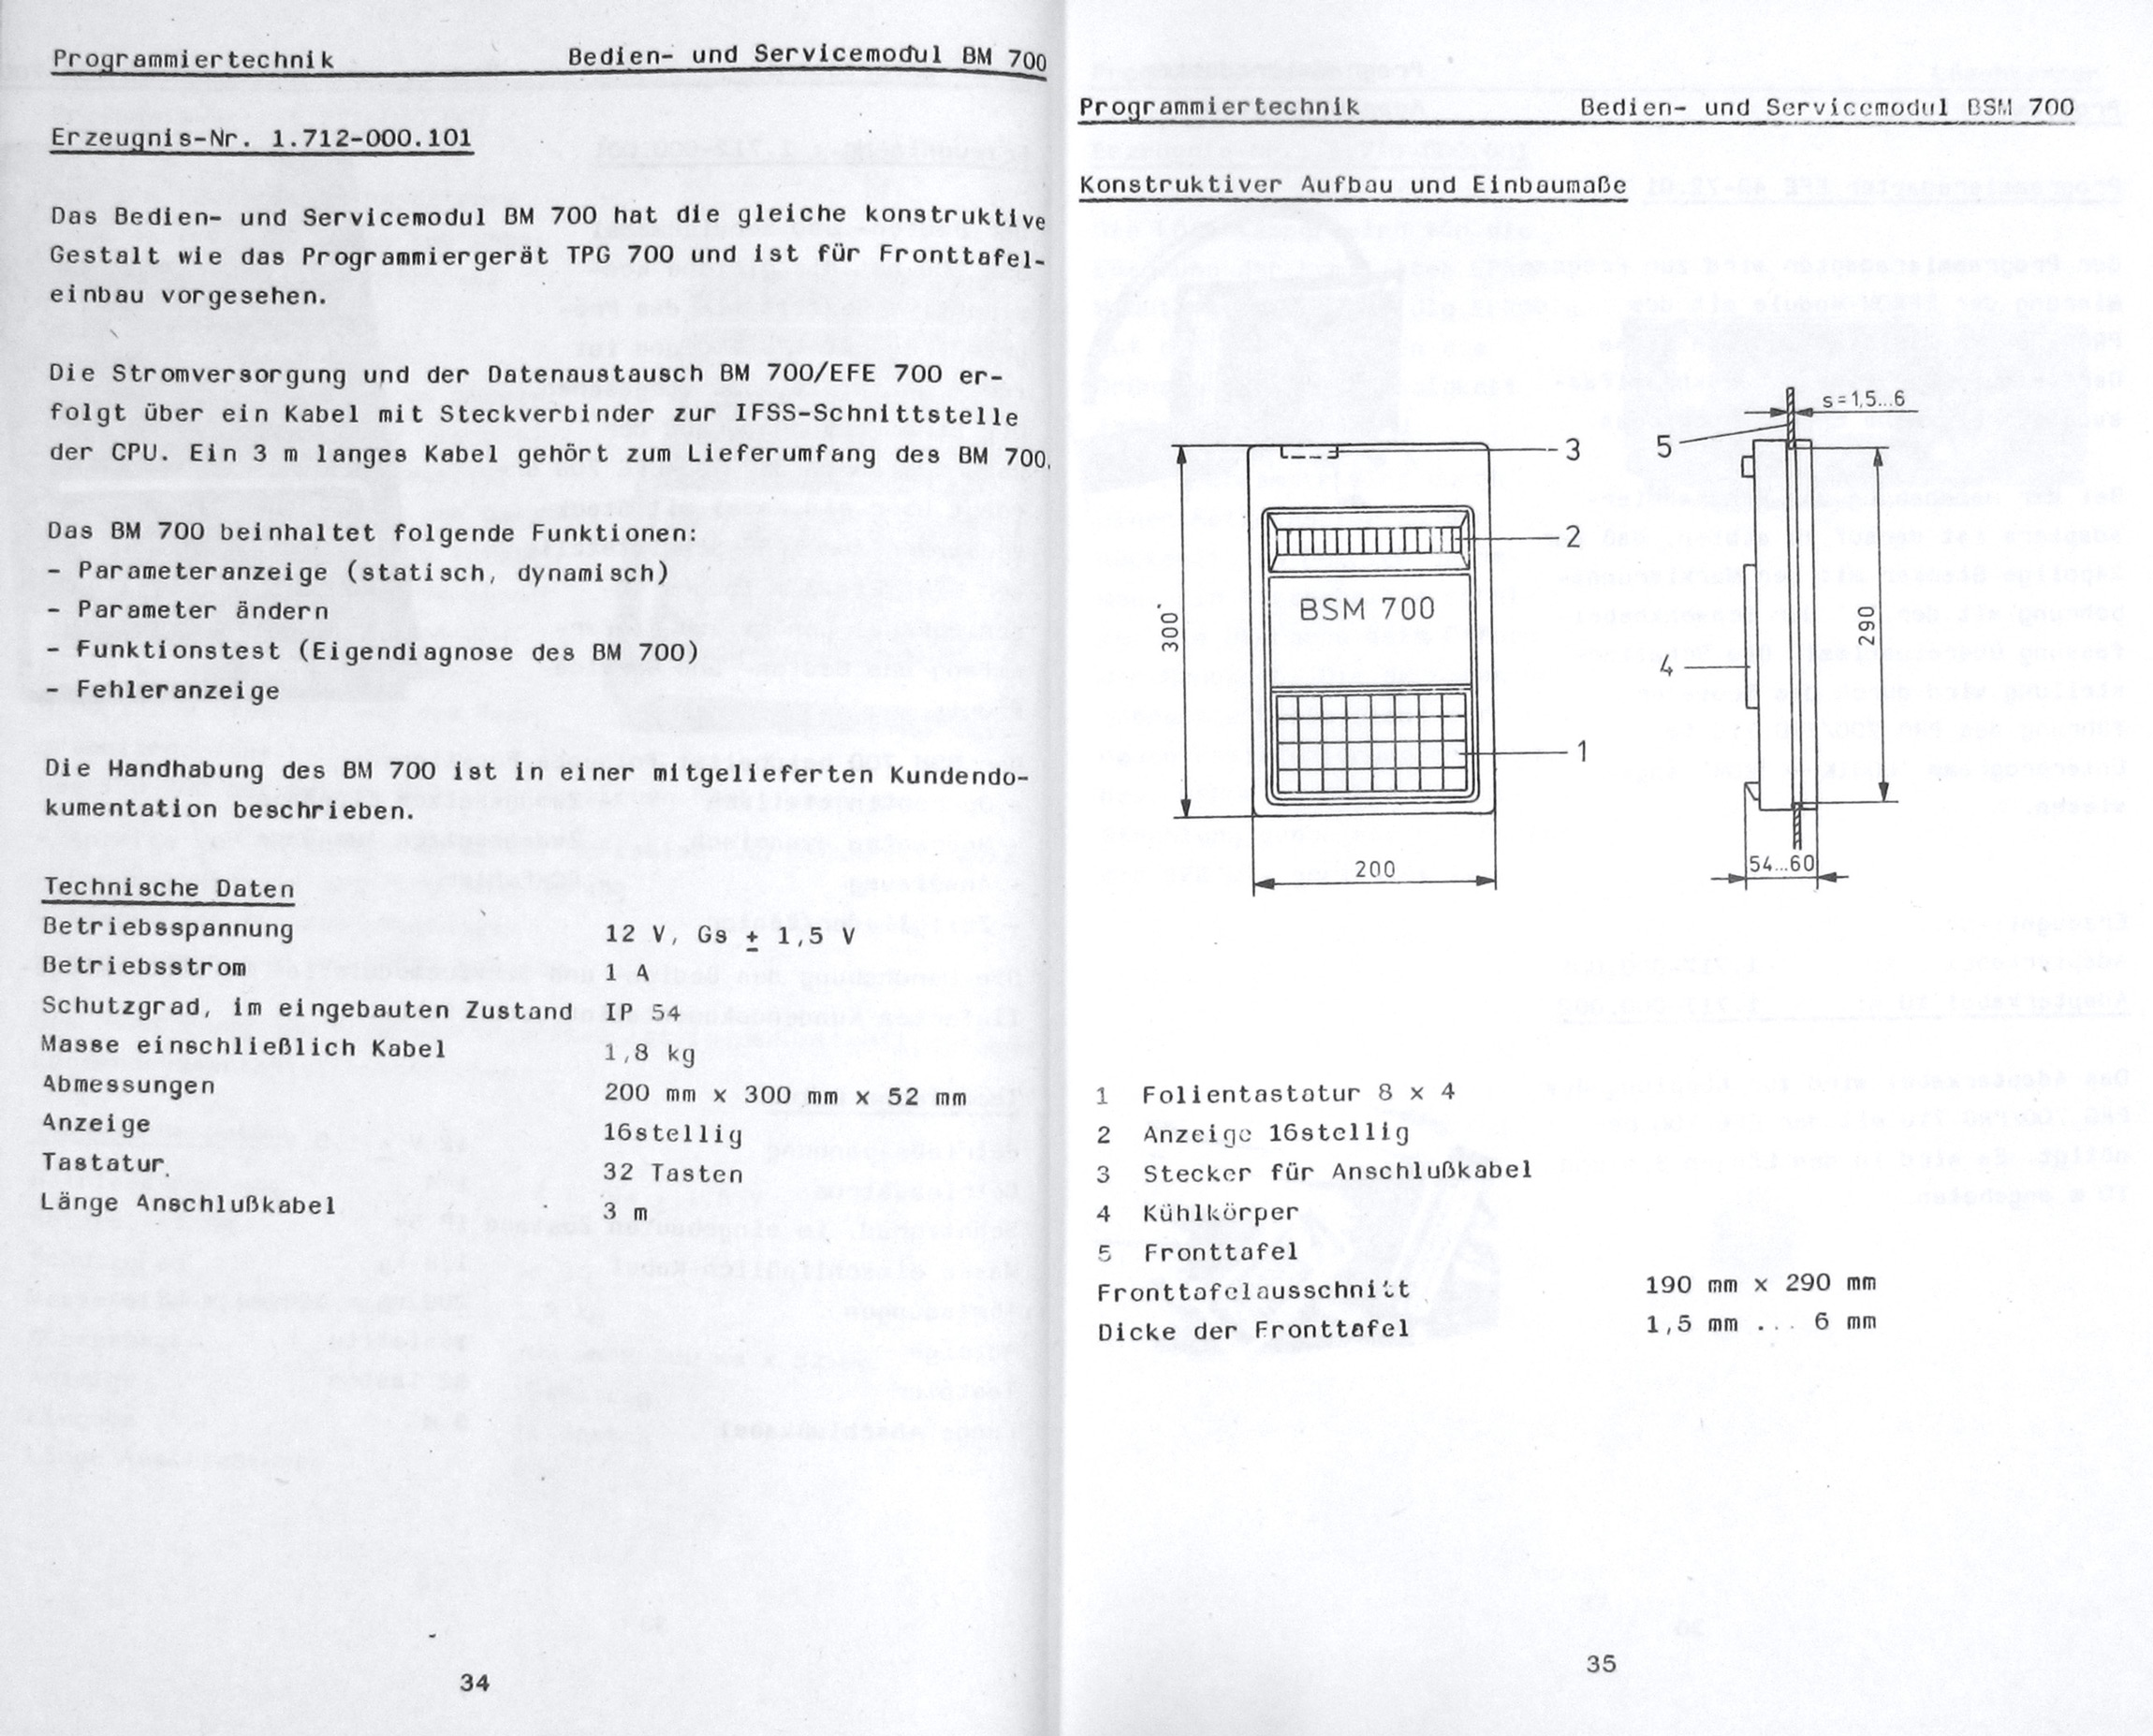 Programmiertechnik Bedien- und Servicemodul BM 700
Erzeugnis-Nr. 1.712-000.101
Das Bedien- und Servicemodul BM 700 hat die gleiche konstruktive
Gestalt wie das Programmiergerät TPG 700 und ist für Fronttafel-
einbau vorgesehen.
Die Stromversorgung und der Datenaustausch BM 700/EFE 700 er-
folgt über ein Kabel mit Steckverbinder zur IFSS-Schnittstelle
der CPU. Ein 3 m langes Kabel gehört zum Lieferumfang des BM 700.
Das BM 700 beinhaltet folgende Funktionen:
- Parameteranzeige (statisch, dynamisch)
- Parameter ändern
- Funktionstest (Eigendiagnose des BM 700)
- Fehleranzeige
Die Handhabung des BM 700 ist in einer mitgelieferten Kundendo-
kumentation beschrieben.
Technische Daten
Betriebsspannung 12 V, Gs ± 1,5 V
Betriebsstrom 1 A
Schutzgrad, im eingebauten Zustand IP 54
Masse einschließlich Kabel 1,8 kg
Abmessungen 200 mm x 300 mm x 52 mm
Anzeige 16stellig
Tastatur 32 Tasten
Länge Anschlußkabel 3 m
34
Programmiertechnik Bedien- und Servicemodul BSM 700
Konstruktiver Aufbau und Einbaumaße
s=1,5...6
3
5
2
BSM 700
300
290
4
1
200
54...60
1 Folientastatur 8 x 4
2 Anzeige 16stellig
3 Stecker für Anschlußkabel
4 Kühlkörper
5 Fronttafel
Fronttafelausschnitt 190 mm x 290 mm
Dicke der Fronttafel 1,5 mm ... 6 mm
35